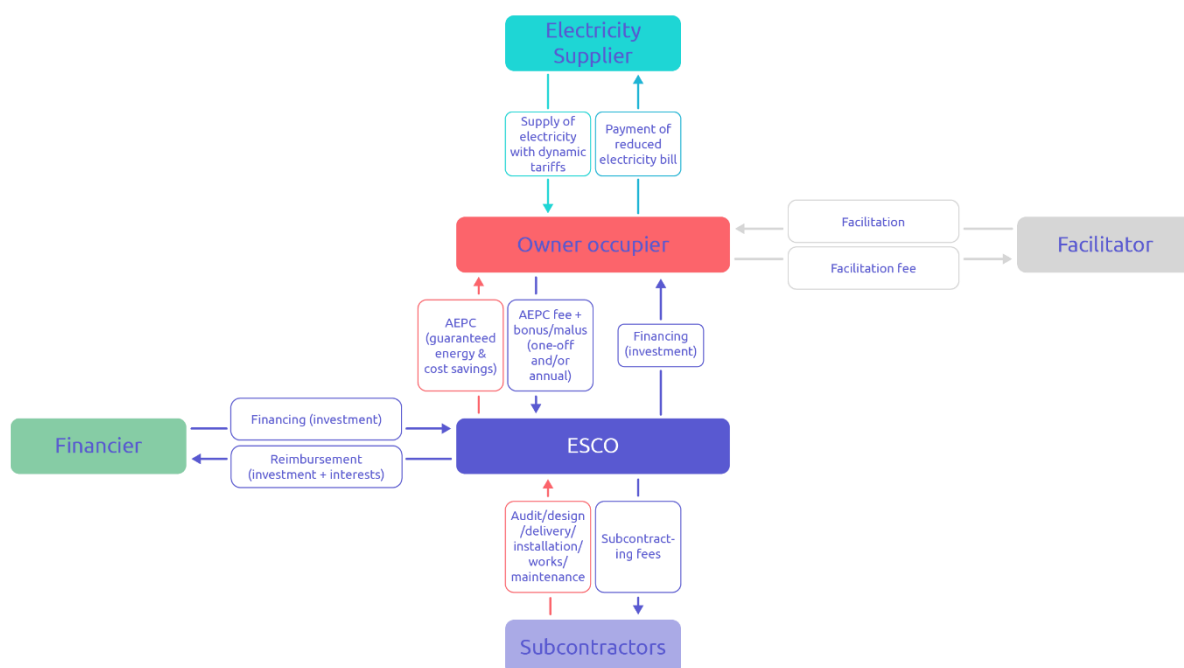 Electricity
Supplier
Supply of
electricity
with dynamic
tariffs
Payment of
reduced
electricity bill
Owner occupier
Facilitation
Facilitation fee
Facilitator
AEPC
(guaranteed
energy &
cost savings)
AEPC fee +
bonus/malus
(one-off
and/or
annual)
Financing
(investment)
Financier
Financing (investment)
Reimbursement
(investment + interests)
ESCO
Audit/design
/delivery/
installation/
works/
maintenance
Subcontract-
ing fees
Subcontractors